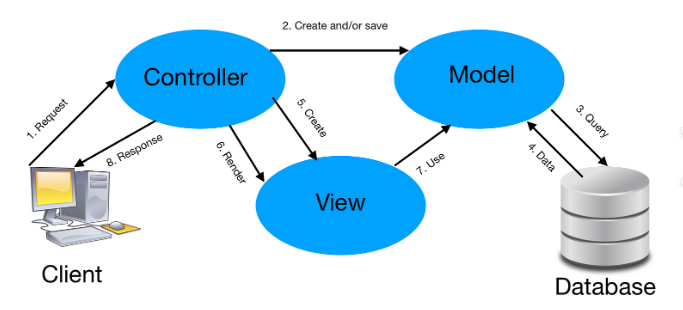 2. Create and/or save
Controller
Model
1. Request
5. Create
3. Query
8. Response
6. Render
7. Use
4. Data
View
Client
Database